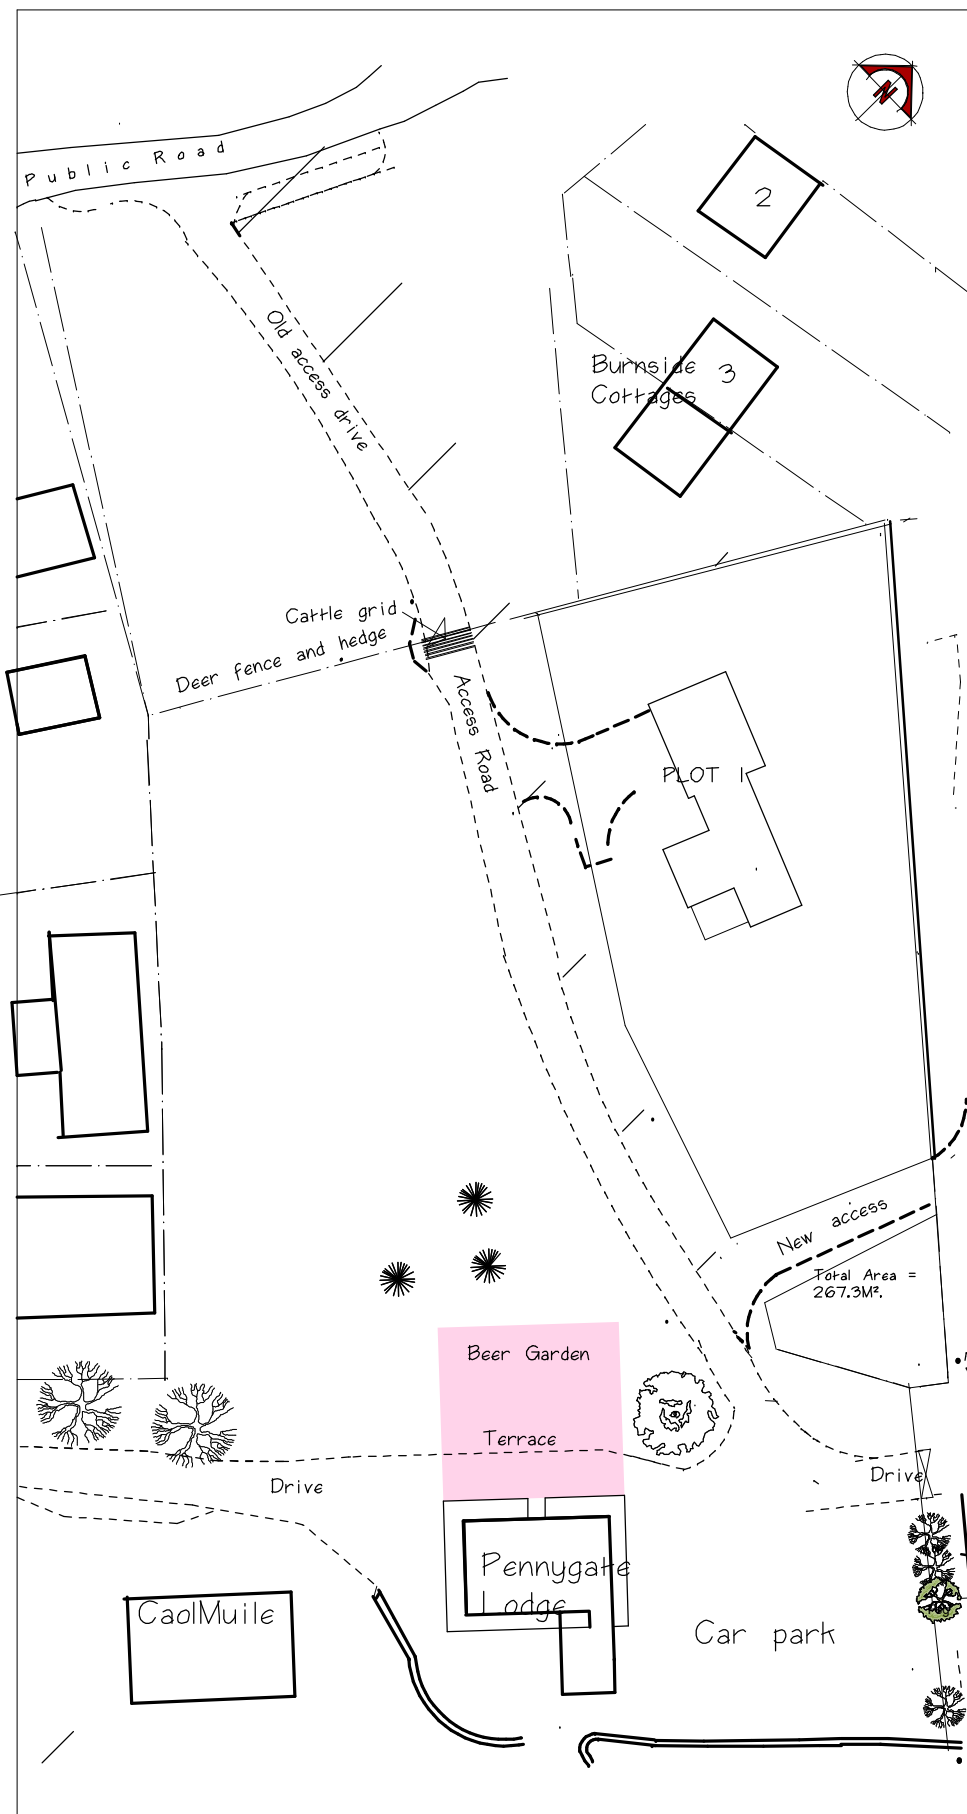 N
Public Road
2
Old access drive
Burnside
Cottages
3
Cattle grid
Deer fence and hedge
Access Road
PLOT 1
New access
Total Area =
267.3M².
Beer Garden
Terrace
Drive
Drive
Pennygate
Lodge
CaolMuile
Car park